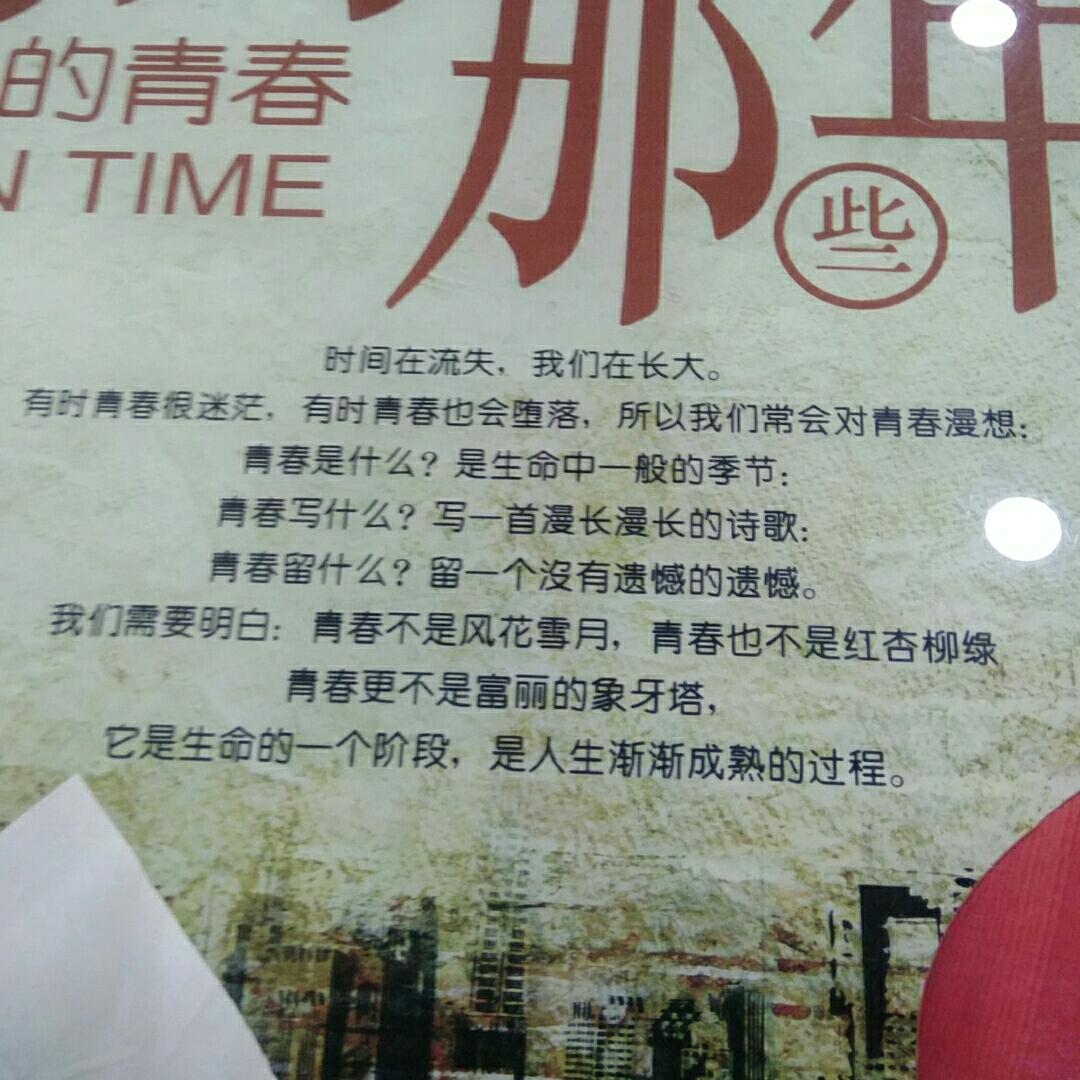 那些年
的青春
N TIME
时间在流失，我们在长大。
有时青春很迷茫，有时青春也会堕落，所以我们常会对青春漫想：
青春是什么？是生命中一般的季节：
青春写什么？写一首漫长漫长的诗歌：
青春留什么？留一个沒有遗憾的遗憾。
我们需要明白：青春不是风花雪月，青春也不是红杏柳绿
青春更不是富丽的象牙塔，
它是生命的一个阶段，是人生渐渐成熟的过程。